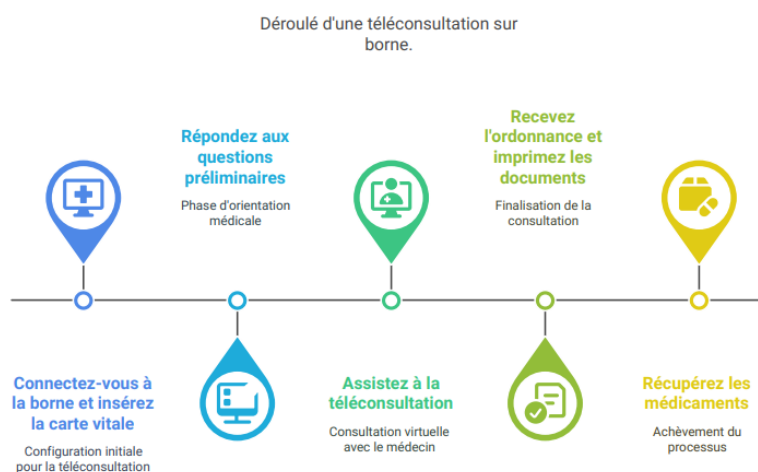 Déroulé d'une téléconsultation sur
borne.
Connectez-vous à
la borne et insérez
la carte vitale
Configuration initiale
pour la téléconsultation
Répondez aux
questions
préliminaires
Phase d'orientation
médicale
Assistez à la
téléconsultation
Consultation virtuelle
avec le médecin
Recevez
l'ordonnance et
imprimez les
documents
Finalisation de la
consultation
Récupérez les
médicaments
Achèvement du
processus